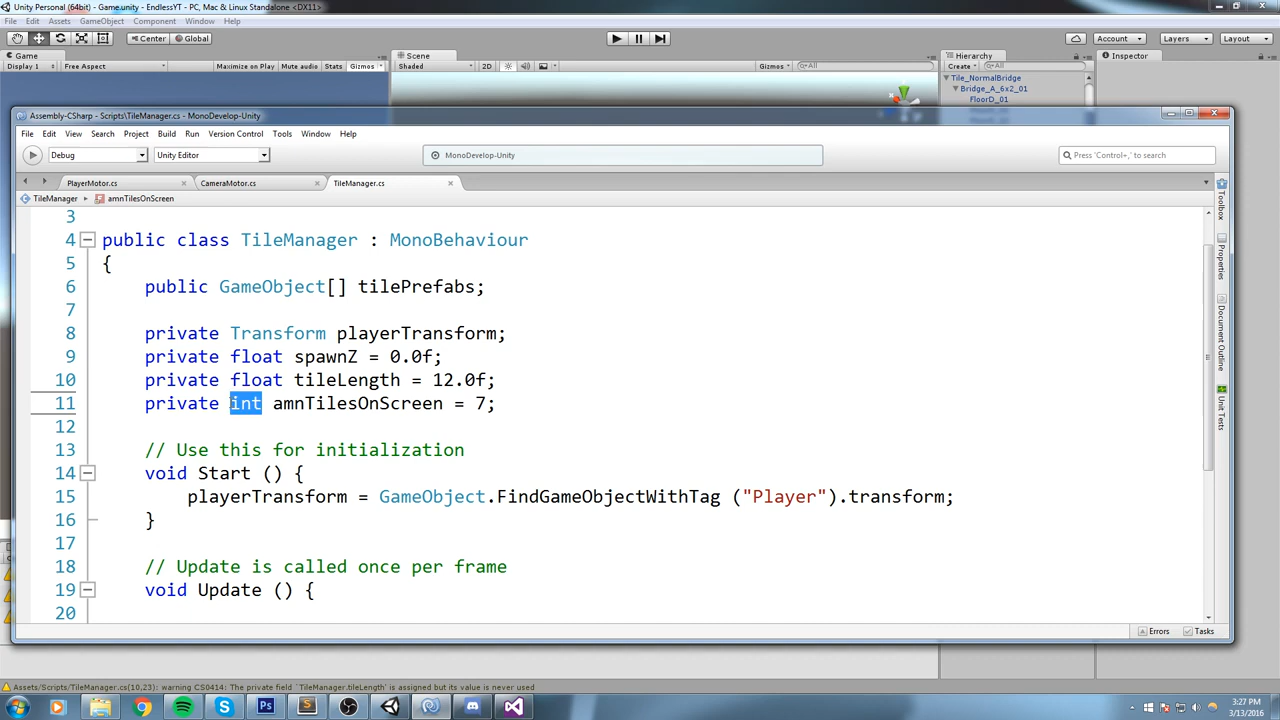 Unity Personal (64bit) - Game.unity - EndlessYT - PC, Mac & Linux Standalone <DX11>
File Edit Assets GameObject Component Window Help
Center Global Account Layers Layout
Game Scene Hierarchy Inspector
Display 1 Free Aspect Maximize on Play Mute audio Stats Gizmos Shaded 2D Gizmos All Create All
Tile_NormalBridge
Bridge_A_6x2_01
FloorD_01
Assembly-CSharp - Scripts\TileManager.cs - MonoDevelop-Unity
File Edit View Search Project Build Run Version Control Tools Window Help
Debug Unity Editor MonoDevelop-Unity Press 'Control+,' to search
PlayerMotor.cs CameraMotor.cs TileManager.cs
TileManager amnTilesOnScreen
3
4 public class TileManager : MonoBehaviour
5 {
6 public GameObject[] tilePrefabs;
7
8 private Transform playerTransform;
9 private float spawnZ = 0.0f;
10 private float tileLength = 12.0f;
11 private int amnTilesOnScreen = 7;
12
13 // Use this for initialization
14 void Start () {
15 playerTransform = GameObject.FindGameObjectWithTag ("Player").transform;
16 }
17
18 // Update is called once per frame
19 void Update () {
20
Toolbox
Properties
Document Outline
Unit Tests
Errors Tasks
Assets/Scripts/TileManager.cs(10,23): warning CS0414: The private field `TileManager.tileLength' is assigned but its value is never used
3:27 PM
3/13/2016